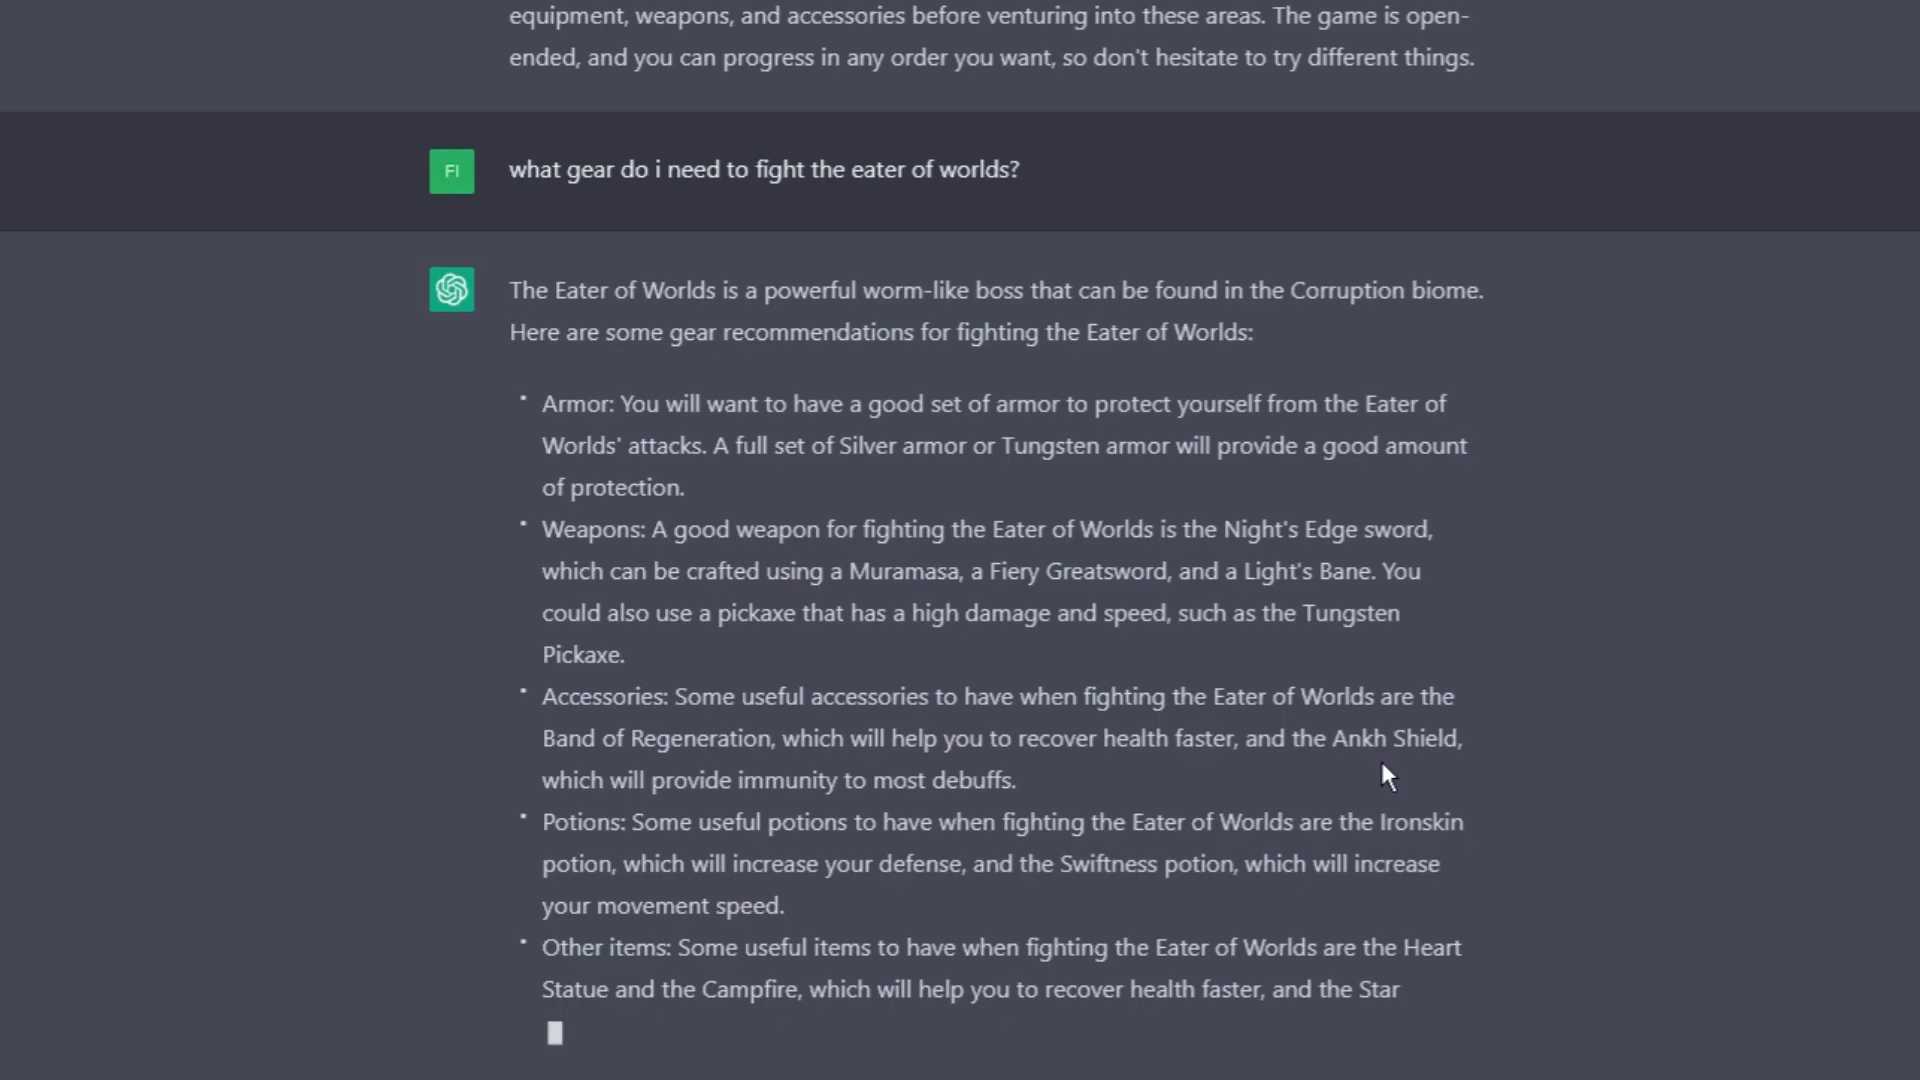 equipment, weapons, and accessories before venturing into these areas. The game is open-
ended, and you can progress in any order you want, so don't hesitate to try different things.
FI
what gear do i need to fight the eater of worlds?
The Eater of Worlds is a powerful worm-like boss that can be found in the Corruption biome.
Here are some gear recommendations for fighting the Eater of Worlds:
• Armor: You will want to have a good set of armor to protect yourself from the Eater of
Worlds' attacks. A full set of Silver armor or Tungsten armor will provide a good amount
of protection.
• Weapons: A good weapon for fighting the Eater of Worlds is the Night's Edge sword,
which can be crafted using a Muramasa, a Fiery Greatsword, and a Light's Bane. You
could also use a pickaxe that has a high damage and speed, such as the Tungsten
Pickaxe.
• Accessories: Some useful accessories to have when fighting the Eater of Worlds are the
Band of Regeneration, which will help you to recover health faster, and the Ankh Shield,
which will provide immunity to most debuffs.
• Potions: Some useful potions to have when fighting the Eater of Worlds are the Ironskin
potion, which will increase your defense, and the Swiftness potion, which will increase
your movement speed.
• Other items: Some useful items to have when fighting the Eater of Worlds are the Heart
Statue and the Campfire, which will help you to recover health faster, and the Star